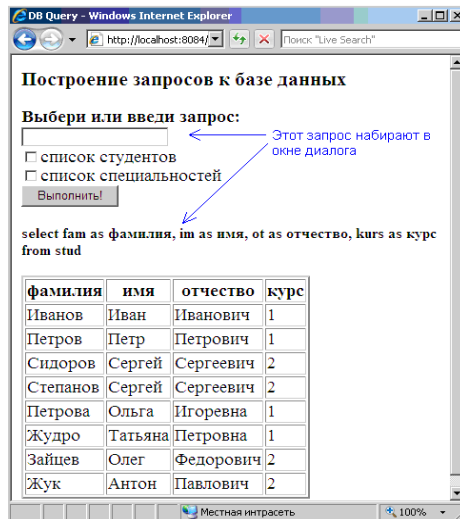 DB Query - Windows Internet Explorer
http://localhost:8084/
Поиск "Live Search"
Построение запросов к базе данных
Выбери или введи запрос:
Этот запрос набирают в
окне диалога
список студентов
список специальностей
Выполнить!
select fam as фамилия, im as имя, ot as отчество, kurs as курс
from stud
фамилия имя отчество курс
Иванов Иван Иванович 1
Петров Петр Петрович 1
Сидоров Сергей Сергеевич 2
Степанов Сергей Сергеевич 2
Петрова Ольга Игоревна 1
Жудро Татьяна Петровна 1
Зайцев Олег Федорович 2
Жук Антон Павлович 2
Местная интрасеть
100%